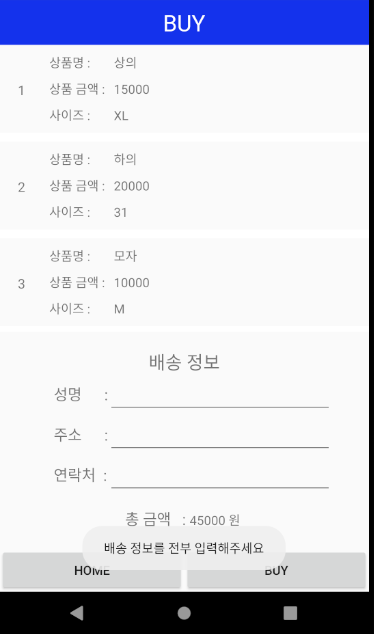 BUY
상품명 : 상의
1 상품 금액 : 15000
사이즈 : XL
상품명 : 하의
2 상품 금액 : 20000
사이즈 : 31
상품명 : 모자
3 상품 금액 : 10000
사이즈 : M
배송 정보
성명 :
주소 :
연락처 :
총 금액 : 45000 원
배송 정보를 전부 입력해주세요
HOME BUY